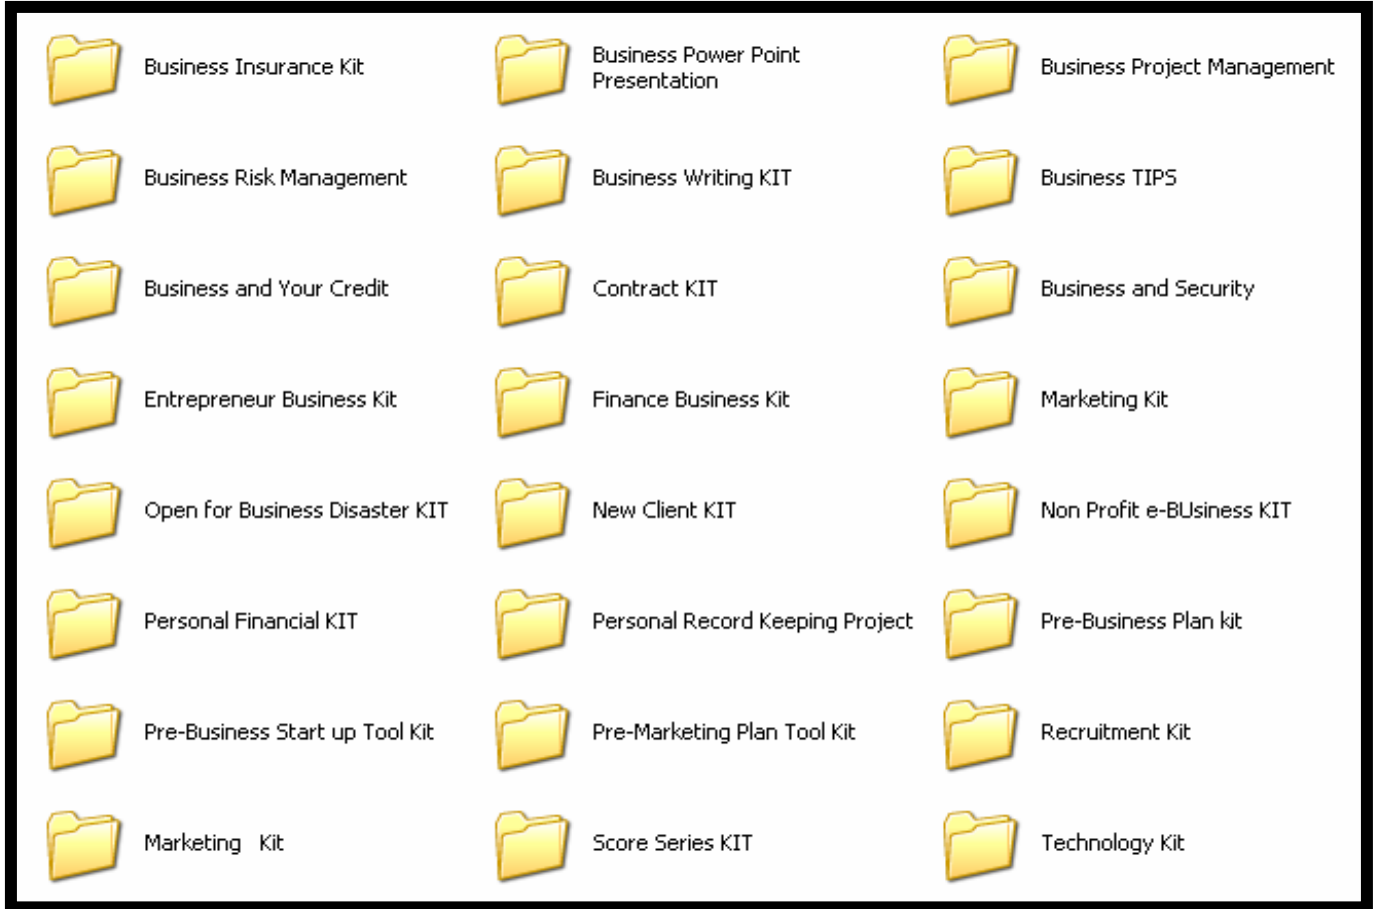 Business Insurance Kit
Business Power Point
Presentation
Business Project Management
Business Risk Management
Business Writing KIT
Business TIPS
Business and Your Credit
Contract KIT
Business and Security
Entrepreneur Business Kit
Finance Business Kit
Marketing Kit
Open for Business Disaster KIT
New Client KIT
Non Profit e-BUsiness KIT
Personal Financial KIT
Personal Record Keeping Project
Pre-Business Plan kit
Pre-Business Start up Tool Kit
Pre-Marketing Plan Tool Kit
Recruitment Kit
Marketing   Kit
Score Series KIT
Technology Kit